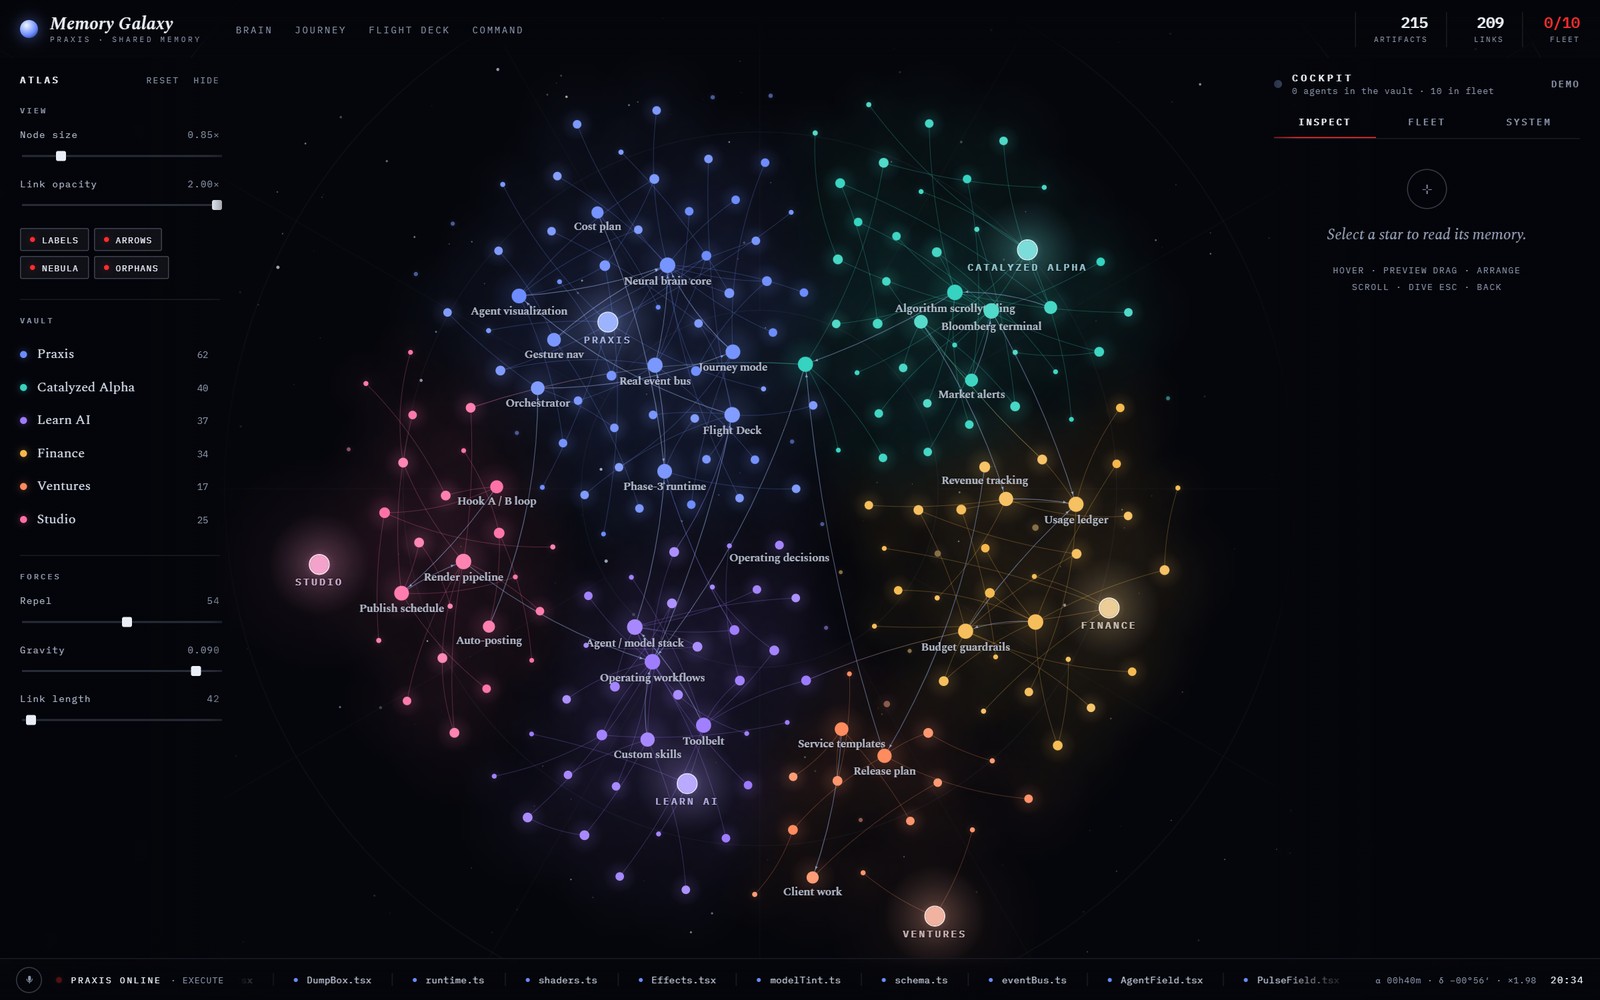 Memory Galaxy
PRAXIS · SHARED MEMORY
BRAIN JOURNEY FLIGHT DECK COMMAND
215 209 0/10
ARTIFACTS LINKS FLEET
ATLAS RESET HIDE
VIEW
Node size 0.85×
Link opacity 2.00×
LABELS ARROWS
NEBULA ORPHANS
VAULT
Praxis 62
Catalyzed Alpha 40
Learn AI 37
Finance 34
Ventures 17
Studio 25
FORCES
Repel 54
Gravity 0.090
Link length 42
Cost plan
Neural brain core
Agent visualization
PRAXIS
Gesture nav
Journey mode
Real event bus
Orchestrator
Flight Deck
Phase-3 runtime
CATALYZED ALPHA
Bloomberg terminal
Market alerts
Hook A / B loop
STUDIO
Render pipeline
Publish schedule
Auto-posting
Revenue tracking
Usage ledger
Operating decisions
FINANCE
Budget guardrails
Agent / model stack
Operating workflows
Toolbelt
Custom skills
LEARN AI
Service templates
Release plan
Client work
VENTURES
COCKPIT
0 agents in the vault · 10 in fleet
DEMO
INSPECT FLEET SYSTEM
Select a star to read its memory.
HOVER · PREVIEW DRAG · ARRANGE
SCROLL · DIVE ESC · BACK
PRAXIS ONLINE · EXECUTE DumpBox.tsx runtime.ts shaders.ts Effects.tsx modelTint.ts schema.ts eventBus.ts AgentField.tsx PulseField.tsx α 00h40m · δ −00°56′ · ×1.98 20:34